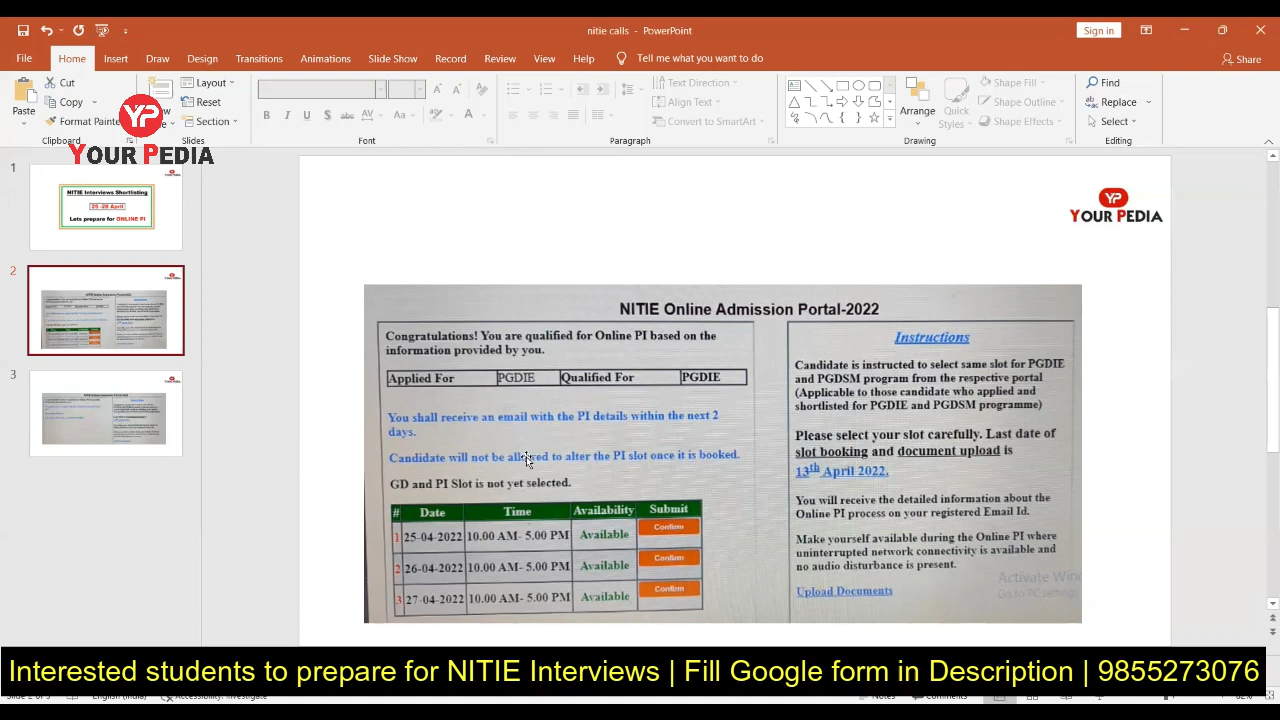 nitie calls - PowerPoint
Sign in
File Home Insert Draw Design Transitions Animations Slide Show Record Review View Help Tell me what you want to do
Share
Paste
Cut
Copy
Format Painte
Clipboard
Layout
Reset
Section
Slides
Font
Text Direction
Align Text
Convert to SmartArt
Paragraph
Arrange
Quick
Styles
Shape Fill
Shape Outline
Shape Effects
Drawing
Find
Replace
Select
Editing
YP
YOUR PEDIA
1
NITIE Interviews Shortlisting
25 -28 April
Lets prepare for ONLINE PI
2
3
YP
YOUR PEDIA
NITIE Online Admission Portal-2022
Congratulations! You are qualified for Online PI based on the
information provided by you.
Applied For PGDIE Qualified For PGDIE
You shall receive an email with the PI details within the next 2
days.
Candidate will not be allowed to alter the PI slot once it is booked.
GD and PI Slot is not yet selected.
# Date Time Availability Submit
1 25-04-2022 10.00 AM- 5.00 PM Available Confirm
2 26-04-2022 10.00 AM- 5.00 PM Available Confirm
3 27-04-2022 10.00 AM- 5.00 PM Available Confirm
Instructions
Candidate is instructed to select same slot for PGDIE
and PGDSM program from the respective portal
(Applicable to those candidate who applied and
shortlisted for PGDIE and PGDSM programme)
Please select your slot carefully. Last date of
slot booking and document upload is
13th April 2022.
You will receive the detailed information about the
Online PI process on your registered Email Id.
Make yourself available during the Online PI where
uninterrupted network connectivity is available and
no audio disturbance is present.
Upload Documents
Activate Win
Go to PC setting
Interested students to prepare for NITIE Interviews | Fill Google form in Description | 9855273076